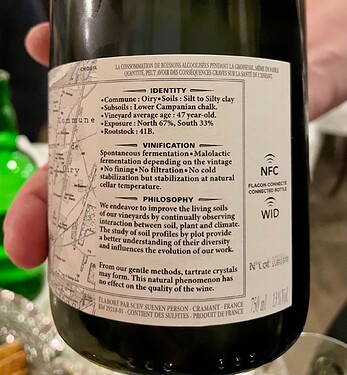 LA CONSOMMATION DE BOISSONS ALCOOLISÉES PENDANT LA GROSSESSE, MÊME EN FAIBLE
QUANTITÉ, PEUT AVOIR DES CONSÉQUENCES GRAVES SUR LA SANTÉ DE L'ENFANT.
CHOUIL
Commune
de
Oiry
IDENTITY
•Commune : Oiry•Soils : Silt to Silty clay
•Subsoils : Lower Campanian chalk.
•Vineyard average age : 47 year-old.
•Exposure : North 67%, South 33%
•Rootstock : 41B.
VINIFICATION
Spontaneous fermentation•Malolactic
fermentation depending on the vintage
•No fining•No filtration•No cold
stabilization but stabilization at natural
cellar temperature.
PHILOSOPHY
We endeavor to improve the living soils
of our vineyards by continually observing
interaction between soil, plant and climate.
The study of soil profiles by plot provide
a better understanding of their diversity
and influences the evolution of our work.
From our gentle methods, tartrate crystals
may form. This natural phenomenon has
no effect on the quality of the wine.
ÉLABORÉ PAR SCEV SUENEN PERSON - CRAMANT - FRANCE
RM 29218-01 - CONTIENT DES SULFITES - PRODUIT DE FRANCE
NFC
FLACON CONNECTÉ
CONNECTED BOTTLE
WID
N° Lot
750 ml